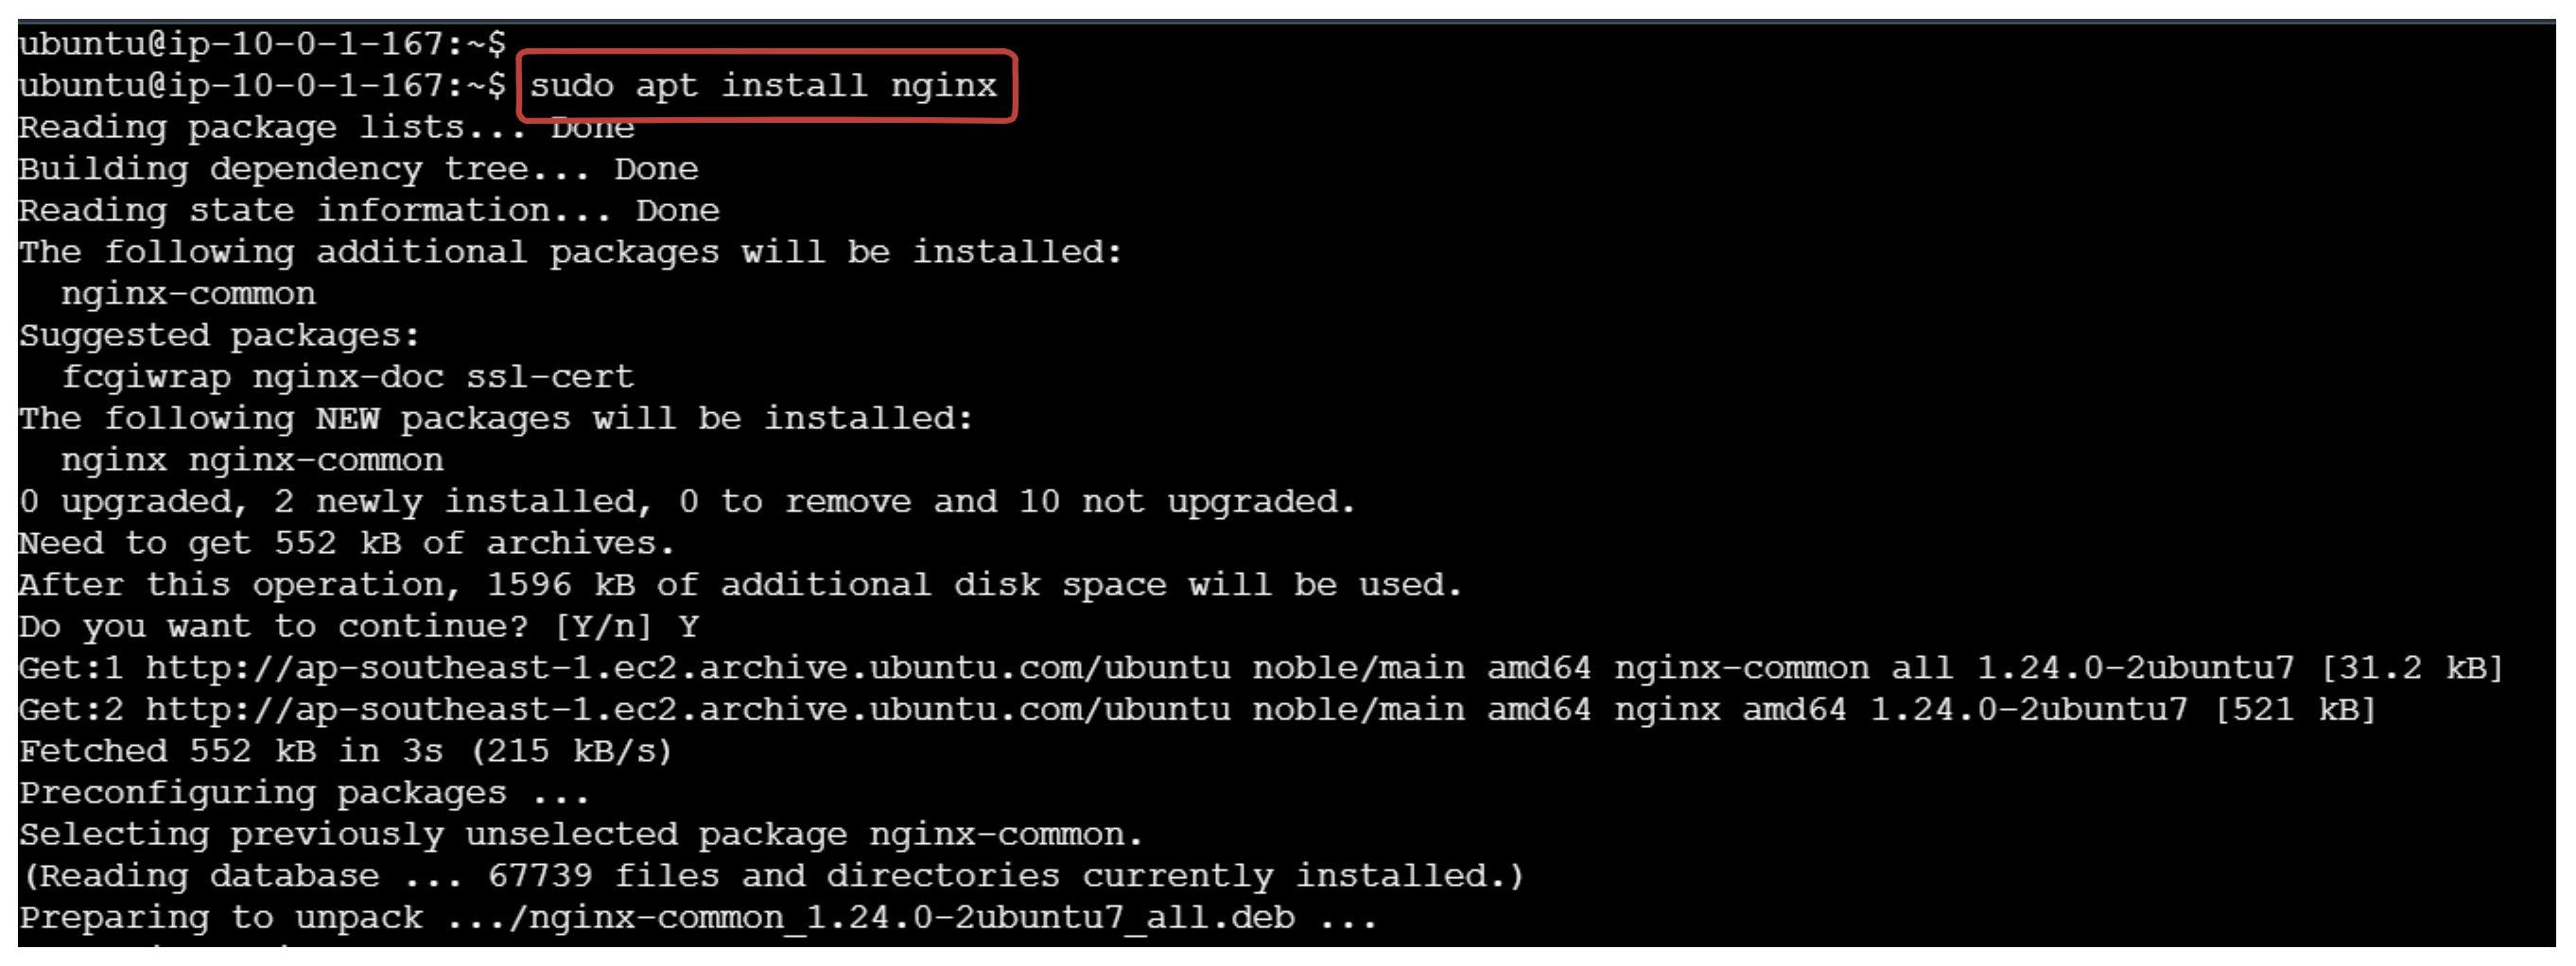 ubuntu@ip-10-0-1-167:~$
ubuntu@ip-10-0-1-167:~$ sudo apt install nginx
Reading package lists... Done
Building dependency tree... Done
Reading state information... Done
The following additional packages will be installed:
  nginx-common
Suggested packages:
  fcgiwrap nginx-doc ssl-cert
The following NEW packages will be installed:
  nginx nginx-common
0 upgraded, 2 newly installed, 0 to remove and 10 not upgraded.
Need to get 552 kB of archives.
After this operation, 1596 kB of additional disk space will be used.
Do you want to continue? [Y/n] Y
Get:1 http://ap-southeast-1.ec2.archive.ubuntu.com/ubuntu noble/main amd64 nginx-common all 1.24.0-2ubuntu7 [31.2 kB]
Get:2 http://ap-southeast-1.ec2.archive.ubuntu.com/ubuntu noble/main amd64 nginx amd64 1.24.0-2ubuntu7 [521 kB]
Fetched 552 kB in 3s (215 kB/s)
Preconfiguring packages ...
Selecting previously unselected package nginx-common.
(Reading database ... 67739 files and directories currently installed.)
Preparing to unpack .../nginx-common_1.24.0-2ubuntu7_all.deb ...